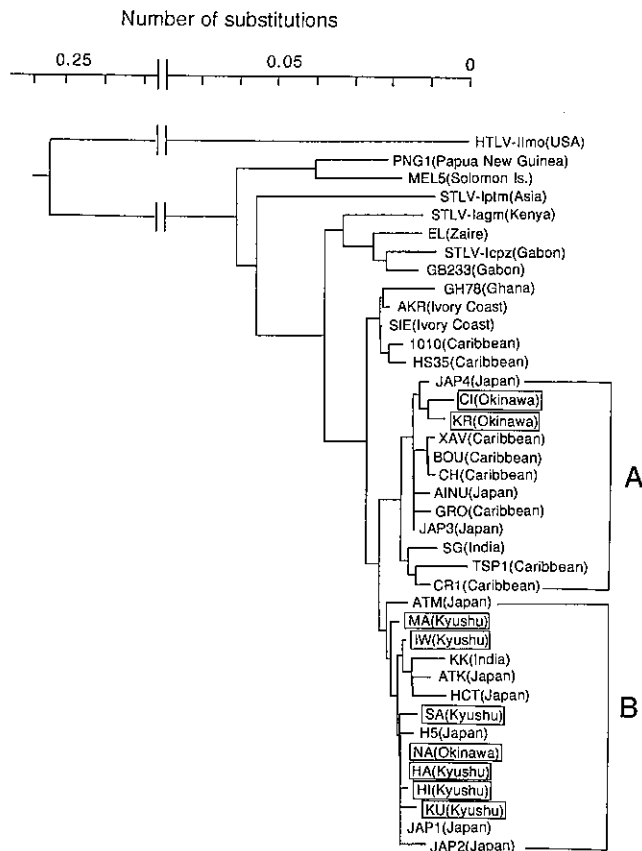 Number of substitutions
0.25 0.05 0
HTLV-IImo(USA)
PNG1(Papua New Guinea)
MEL5(Solomon Is.)
STLV-Iptm(Asia)
STLV-Iagm(Kenya)
EL(Zaire)
STLV-Icpz(Gabon)
GB233(Gabon)
GH78(Ghana)
AKR(Ivory Coast)
SIE(Ivory Coast)
1010(Caribbean)
HS35(Caribbean)
JAP4(Japan)
CI(Okinawa)
KR(Okinawa)
XAV(Caribbean)
BOU(Caribbean)
CH(Caribbean)
A
AINU(Japan)
GRO(Caribbean)
JAP3(Japan)
SG(India)
TSP1(Caribbean)
CR1(Caribbean)
ATM(Japan)
MA(Kyushu)
IW(Kyushu)
KK(India)
ATK(Japan)
HCT(Japan)
B
SA(Kyushu)
H5(Japan)
NA(Okinawa)
HA(Kyushu)
HI(Kyushu)
KU(Kyushu)
JAP1(Japan)
JAP2(Japan)